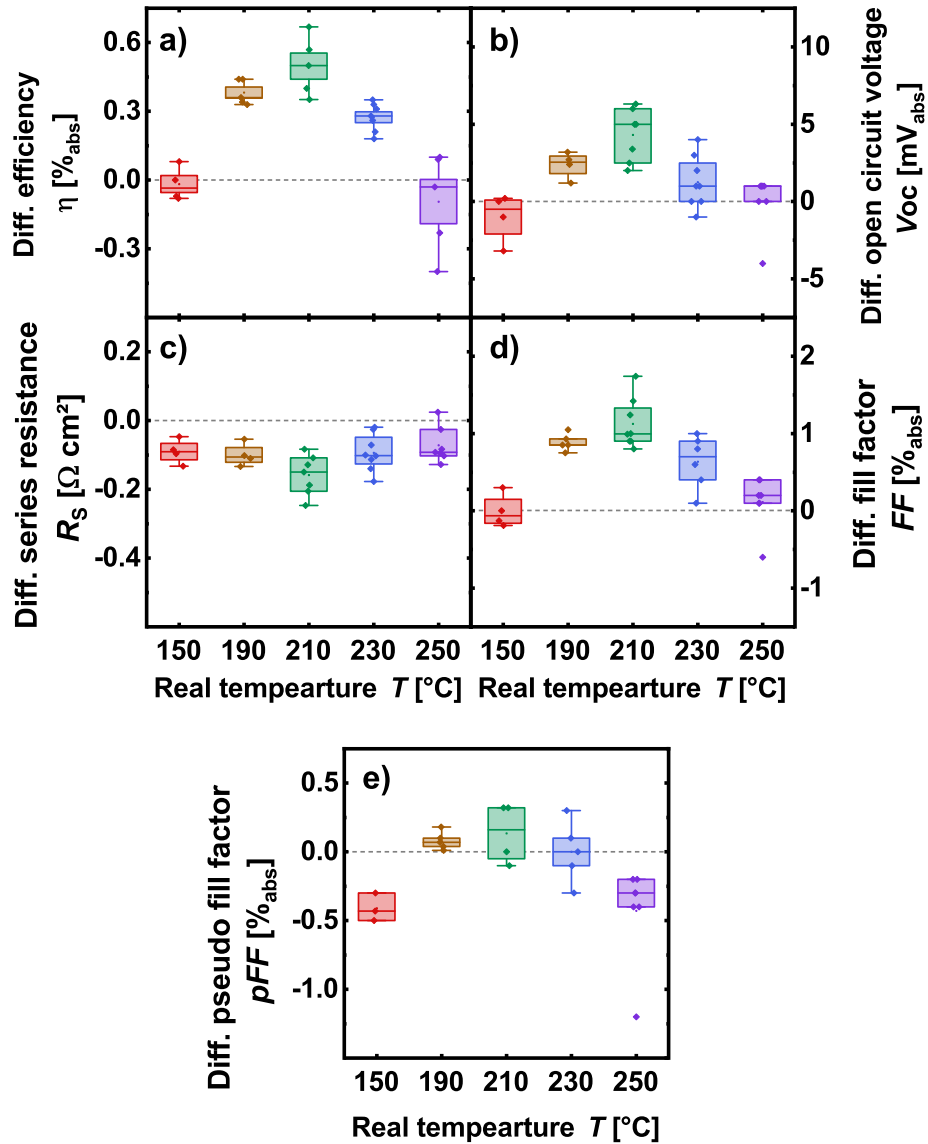 a)
Diff. efficiency
η [%abs]
0.6
0.3
0.0
-0.3
b)
10
5
0
-5
Diff. open circuit voltage
Voc [mVabs]
c)
Diff. series resistance
RS [Ω cm²]
0.2
0.0
-0.2
-0.4
d)
2
1
0
-1
Diff. fill factor
FF [%abs]
150 190 210 230 250
150 190 210 230 250
Real tempearture T [°C]
Real tempearture T [°C]
e)
Diff. pseudo fill factor
pFF [%abs]
0.5
0.0
-0.5
-1.0
150 190 210 230 250
Real tempearture T [°C]